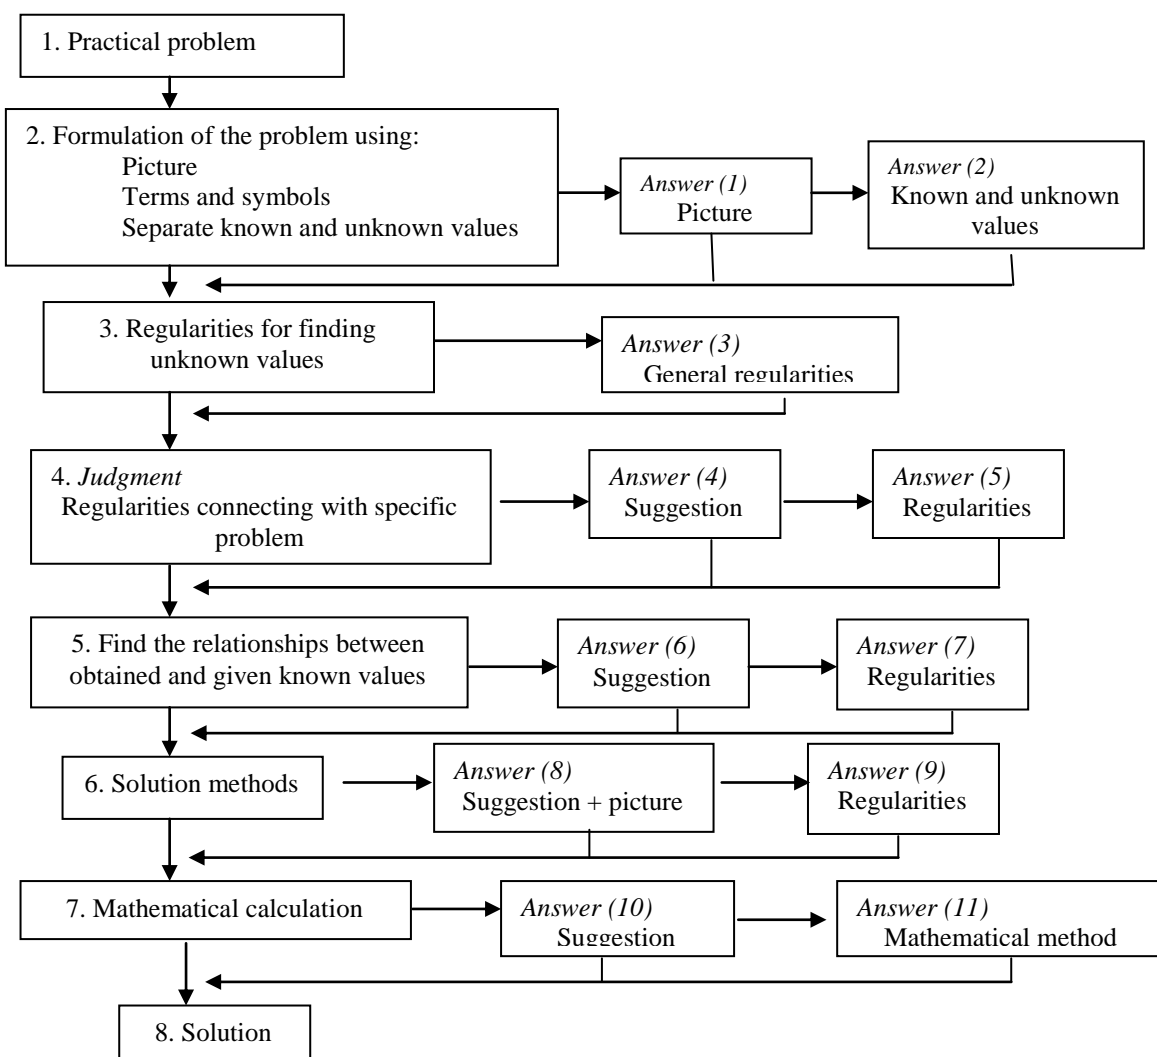 1. Practical problem
2. Formulation of the problem using:
Picture
Terms and symbols
Separate known and unknown values
Answer (1)
Picture
Answer (2)
Known and unknown
values
3. Regularities for finding
unknown values
Answer (3)
General regularities
4. Judgment
Regularities connecting with specific
problem
Answer (4)
Suggestion
Answer (5)
Regularities
5. Find the relationships between
obtained and given known values
Answer (6)
Suggestion
Answer (7)
Regularities
6. Solution methods
Answer (8)
Suggestion + picture
Answer (9)
Regularities
7. Mathematical calculation
Answer (10)
Suggestion
Answer (11)
Mathematical method
8. Solution